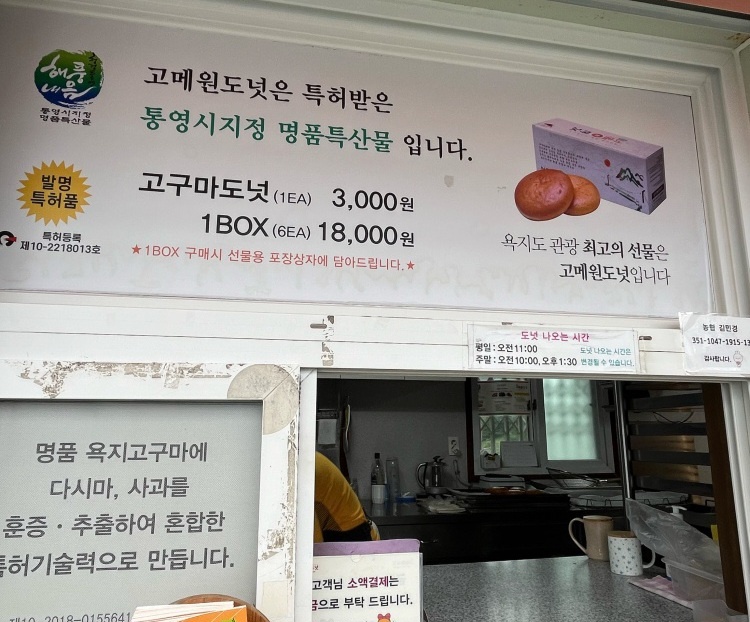 해풍
내음
통영시지정
명품특산물
고메원도넛은 특허받은
통영시지정 명품특산물 입니다.
발명
특허품
특허등록
제10-2218013호
고구마도넛 (1EA) 3,000원
1BOX (6EA) 18,000원
★1BOX 구매시 선물용 포장상자에 담아드립니다.★
욕지도 관광 최고의 선물은
고메원도넛입니다
도넛 나오는 시간
평일 : 오전11:00
주말 : 오전10:00, 오후1:30
도넛 나오는 시간은
변경될 수 있습니다.
농협 김민경
351-1047-1915-13
감사합니다.
명품 욕지고구마에
다시마, 사과를
훈증 · 추출하여 혼합한
특허기술력으로 만듭니다.
제10-2018-0155641
고객님 소액결제는
금으로 부탁 드립니다.